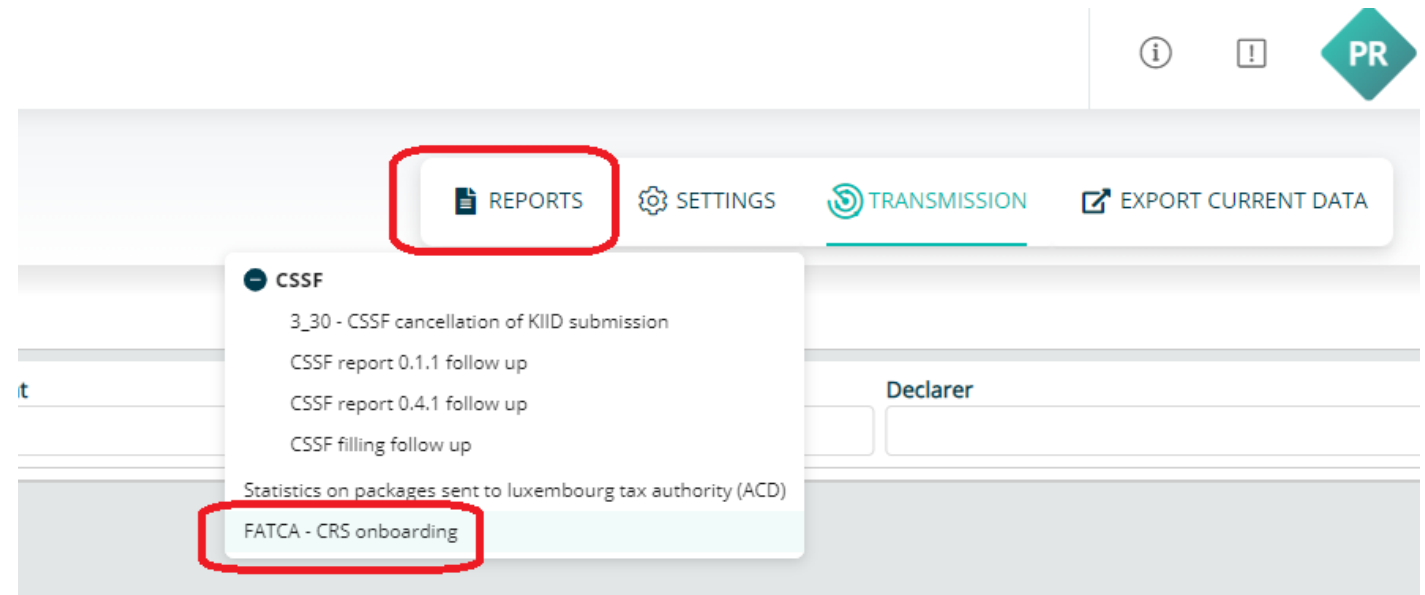 PR
REPORTS SETTINGS TRANSMISSION EXPORT CURRENT DATA
CSSF
3_30 - CSSF cancellation of KIID submission
CSSF report 0.1.1 follow up
CSSF report 0.4.1 follow up
CSSF filling follow up
Statistics on packages sent to luxembourg tax authority (ACD)
FATCA - CRS onboarding
Declarer